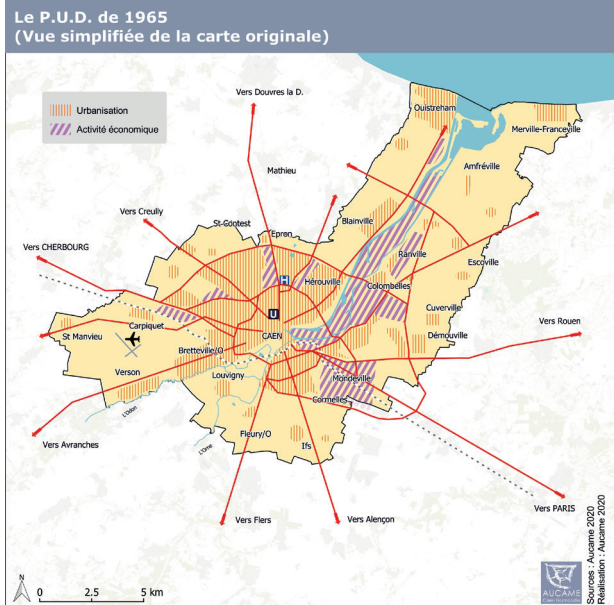 Le P.U.D. de 1965
(Vue simplifiée de la carte originale)
Urbanisation
Activité économique
Vers Douvres la D.
Ouistreham
Merville-Franceville
Mathieu
Amfréville
Vers Creully
St-Contest
Epron
Blainville
Vers CHERBOURG
Ranville
Escoville
H
Hérouville
Colombelles
U
Cuverville
St Manvieu
Carpiquet
CAEN
Démouville
Vers Rouen
Bretteville/O
Verson
Louvigny
Mondeville
L'Odon
Cormelles
Vers Avranches
Fleury/O
Ifs
L'Orne
Vers PARIS
Vers Flers
Vers Alençon
N
0 2.5 5 km
AUCAME
Caen Normandie
Sources : Aucame 2020
Réalisation : Aucame 2020